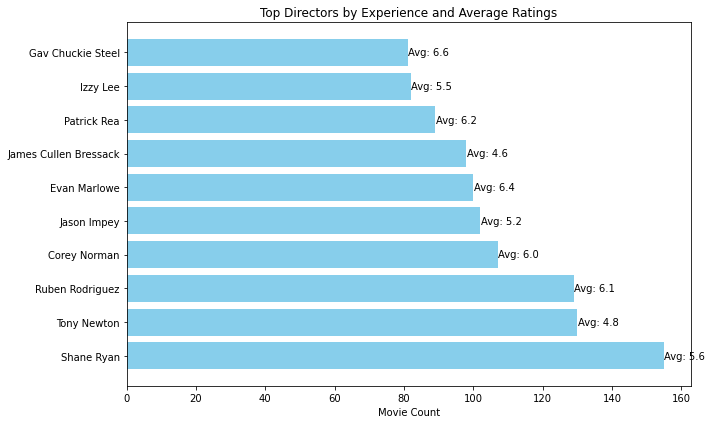 Top Directors by Experience and Average Ratings
Gav Chuckie Steel Avg: 6.6
Izzy Lee Avg: 5.5
Patrick Rea Avg: 6.2
James Cullen Bressack Avg: 4.6
Evan Marlowe Avg: 6.4
Jason Impey Avg: 5.2
Corey Norman Avg: 6.0
Ruben Rodriguez Avg: 6.1
Tony Newton Avg: 4.8
Shane Ryan Avg: 5.6
0 20 40 60 80 100 120 140 160
Movie Count